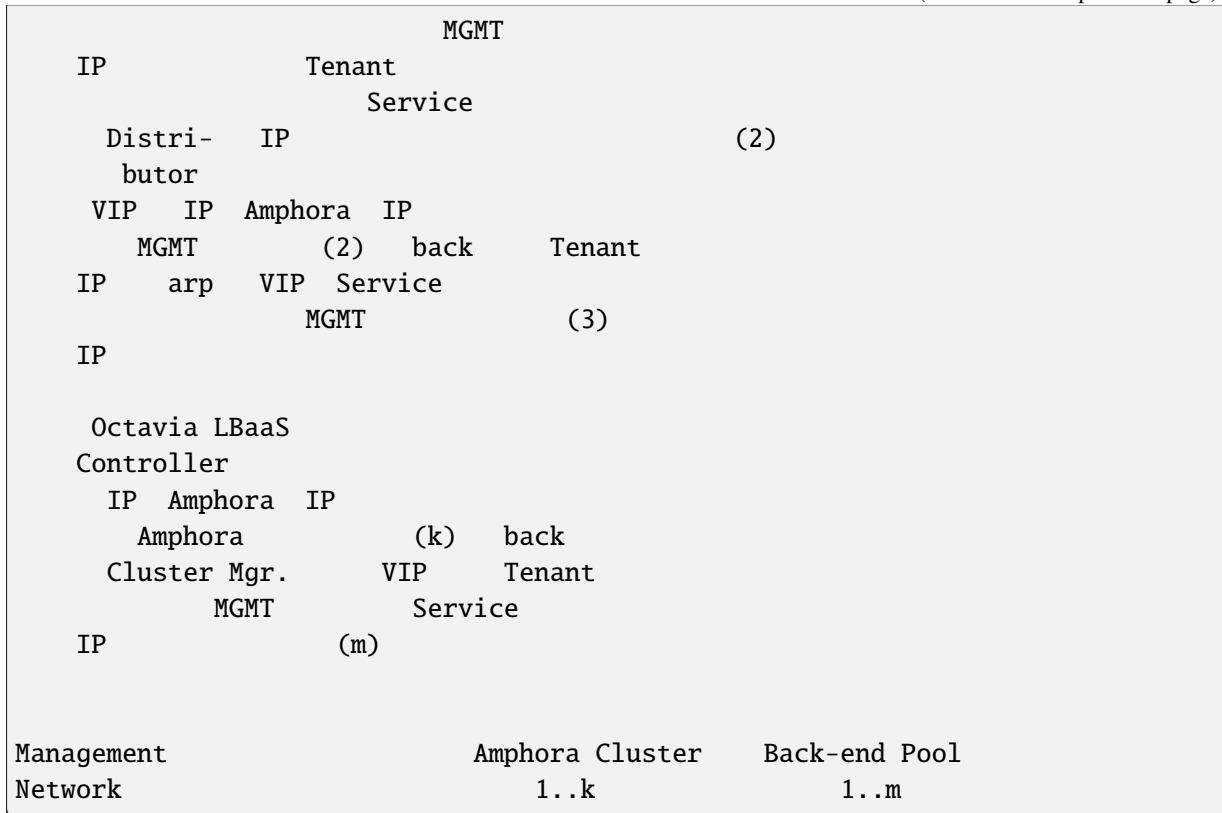 MGMT
IP Tenant
Service
Distri- IP (2)
butor
VIP IP Amphora IP
MGMT (2) back Tenant
IP arp VIP Service
MGMT (3)
IP
Octavia LBaaS
Controller
IP Amphora IP
Amphora (k) back
Cluster Mgr. VIP Tenant
MGMT Service
IP (m)
Management Amphora Cluster Back-end Pool
Network 1..k 1..m